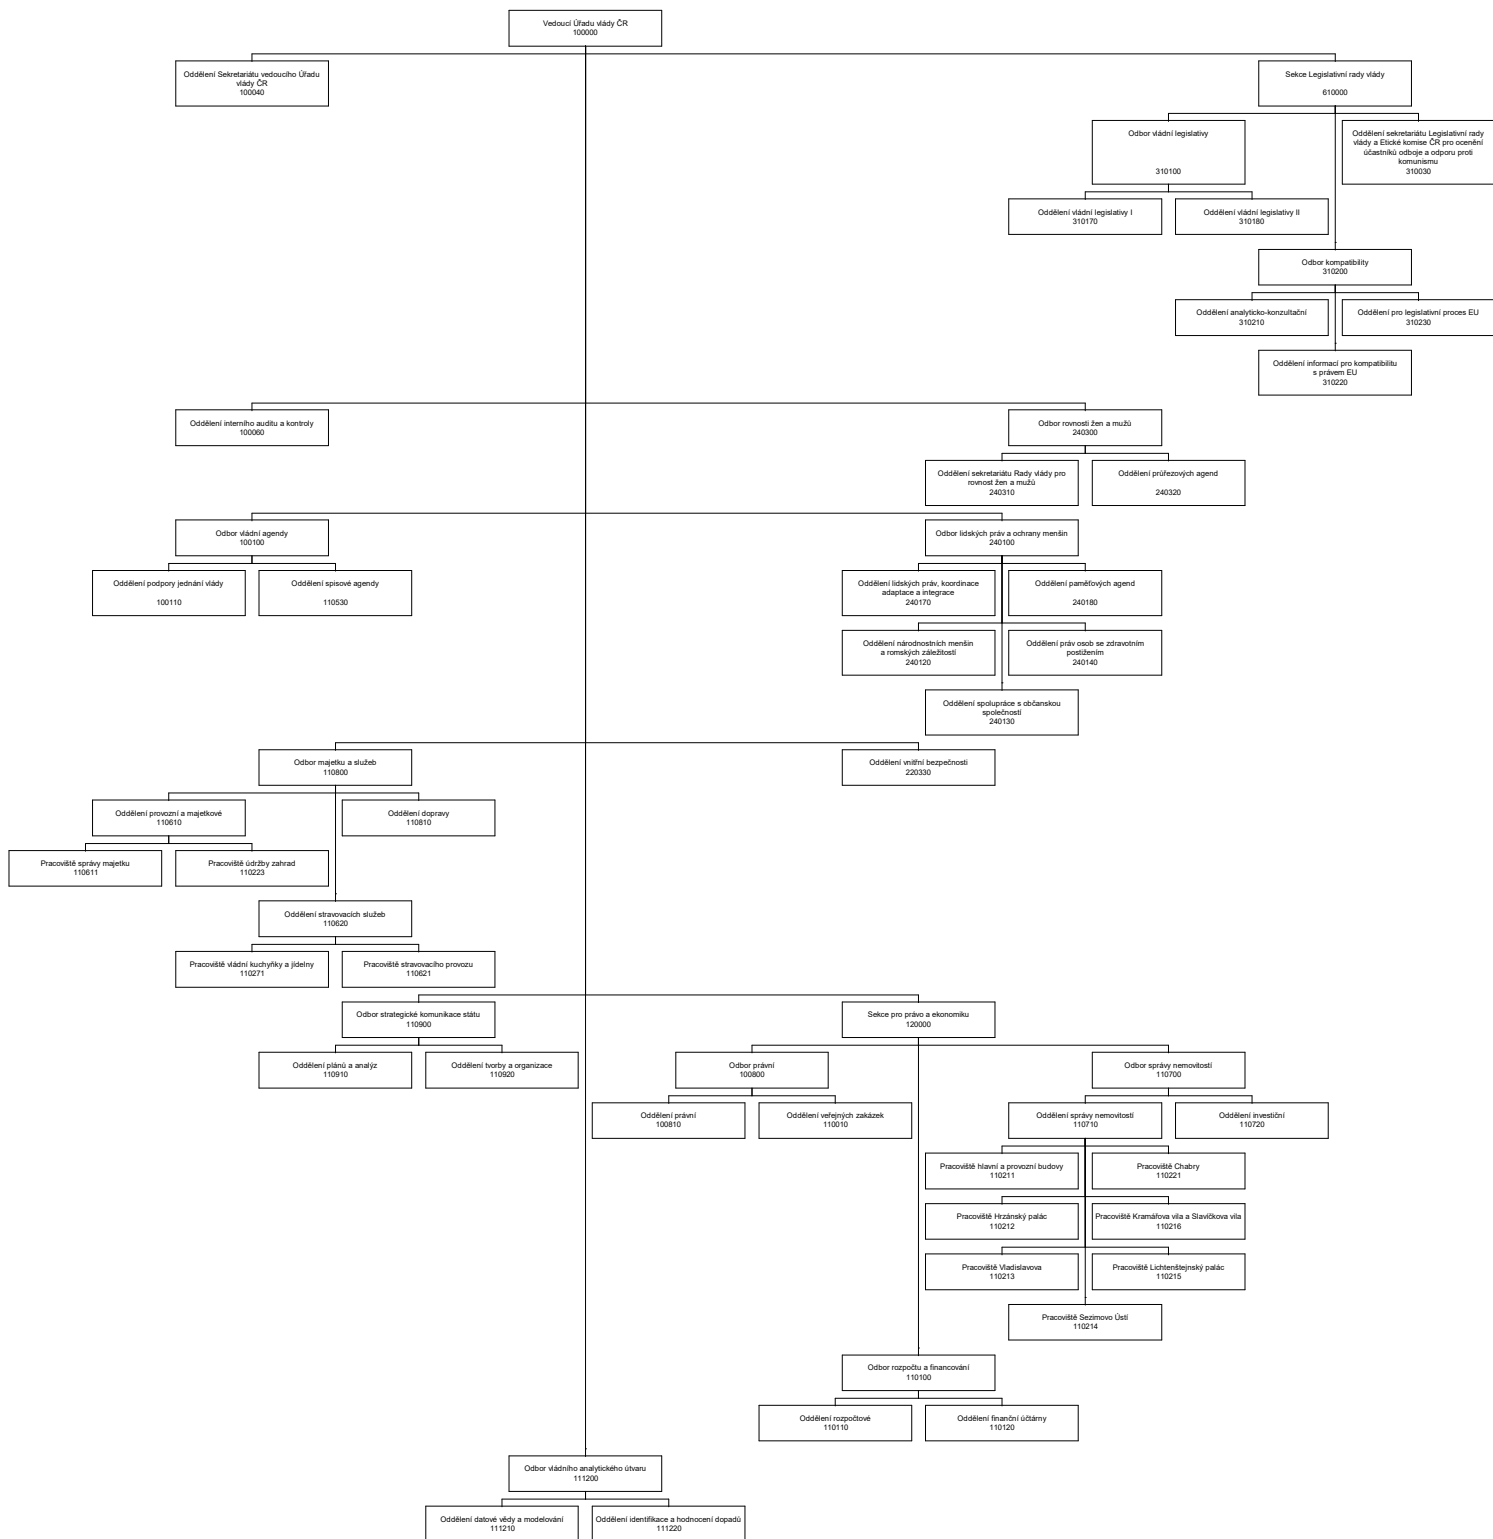 Vedoucí Úřadu vlády ČR
100000
Oddělení Sekretariátu vedoucího Úřadu
vlády ČR
100040
Sekce Legislativní rady vlády
610000
Odbor vládní legislativy
310100
Oddělení sekretariátu Legislativní rady
vlády a Etické komise ČR pro ocenění
účastníků odboje a odporu proti
komunismu
310030
Oddělení vládní legislativy I
310170
Oddělení vládní legislativy II
310180
Odbor kompatibility
310200
Oddělení analyticko-konzultační
310210
Oddělení pro legislativní proces EU
310230
Oddělení informací pro kompatibilitu
s právem EU
310220
Oddělení interního auditu a kontroly
100060
Odbor rovnosti žen a mužů
240300
Oddělení sekretariátu Rady vlády pro
rovnost žen a mužů
240310
Oddělení průřezových agend
240320
Odbor vládní agendy
100100
Odbor lidských práv a ochrany menšin
240100
Oddělení podpory jednání vlády
100110
Oddělení spisové agendy
110530
Oddělení lidských práv, koordinace
adaptace a integrace
240170
Oddělení paměťových agend
240180
Oddělení národnostních menšin
a romských záležitostí
240120
Oddělení práv osob se zdravotním
postižením
240140
Oddělení spolupráce s občanskou
společností
240130
Odbor majetku a služeb
110800
Oddělení vnitřní bezpečnosti
220330
Oddělení provozní a majetkové
110610
Oddělení dopravy
110810
Pracoviště správy majetku
110611
Pracoviště údržby zahrad
110223
Oddělení stravovacích služeb
110620
Pracoviště vládní kuchyňky a jídelny
110271
Pracoviště stravovacího provozu
110621
Odbor strategické komunikace státu
110900
Sekce pro právo a ekonomiku
120000
Oddělení plánů a analýz
110910
Oddělení tvorby a organizace
110920
Odbor právní
100800
Odbor správy nemovitostí
110700
Oddělení právní
100810
Oddělení veřejných zakázek
110010
Oddělení správy nemovitostí
110710
Oddělení investiční
110720
Pracoviště hlavní a provozní budovy
110211
Pracoviště Chabry
110221
Pracoviště Hrzánský palác
110212
Pracoviště Kramářova vila a Slavíčkova vila
110216
Pracoviště Vladislavova
110213
Pracoviště Lichtenštejnský palác
110215
Pracoviště Sezimovo Ústí
110214
Odbor rozpočtu a financování
110100
Oddělení rozpočtové
110110
Oddělení finanční účtárny
110120
Odbor vládního analytického útvaru
111200
Oddělení datové vědy a modelování
111210
Oddělení identifikace a hodnocení dopadů
111220